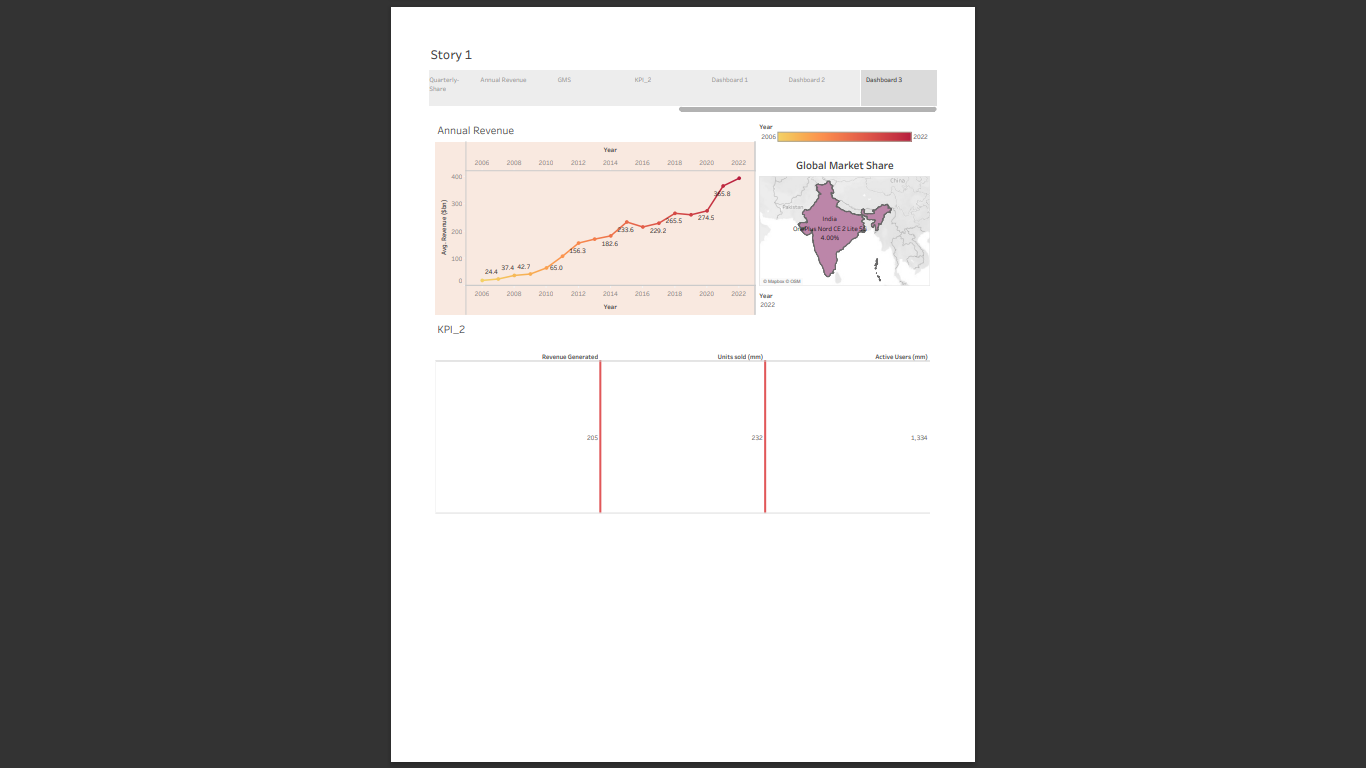 Story 1
Quarterly-
Share
Annual Revenue
GMS
KPI_2
Dashboard 1
Dashboard 2
Dashboard 3
Annual Revenue
Year
2006 2008 2010 2012 2014 2016 2018 2020 2022
Avg. Revenue ($bn)
400
300
200
100
0
24.4
37.4
42.7
65.0
156.3
182.6
233.6
229.2
265.5
274.5
365.8
2006 2008 2010 2012 2014 2016 2018 2020 2022
Year
Year
2006 2022
Global Market Share
China
Pakistan
India
OnePlus Nord CE 2 Lite 5G
4.00%
© Mapbox © OSM
Year
2022
KPI_2
Revenue Generated Units sold (mm) Active Users (mm)
205 232 1,334